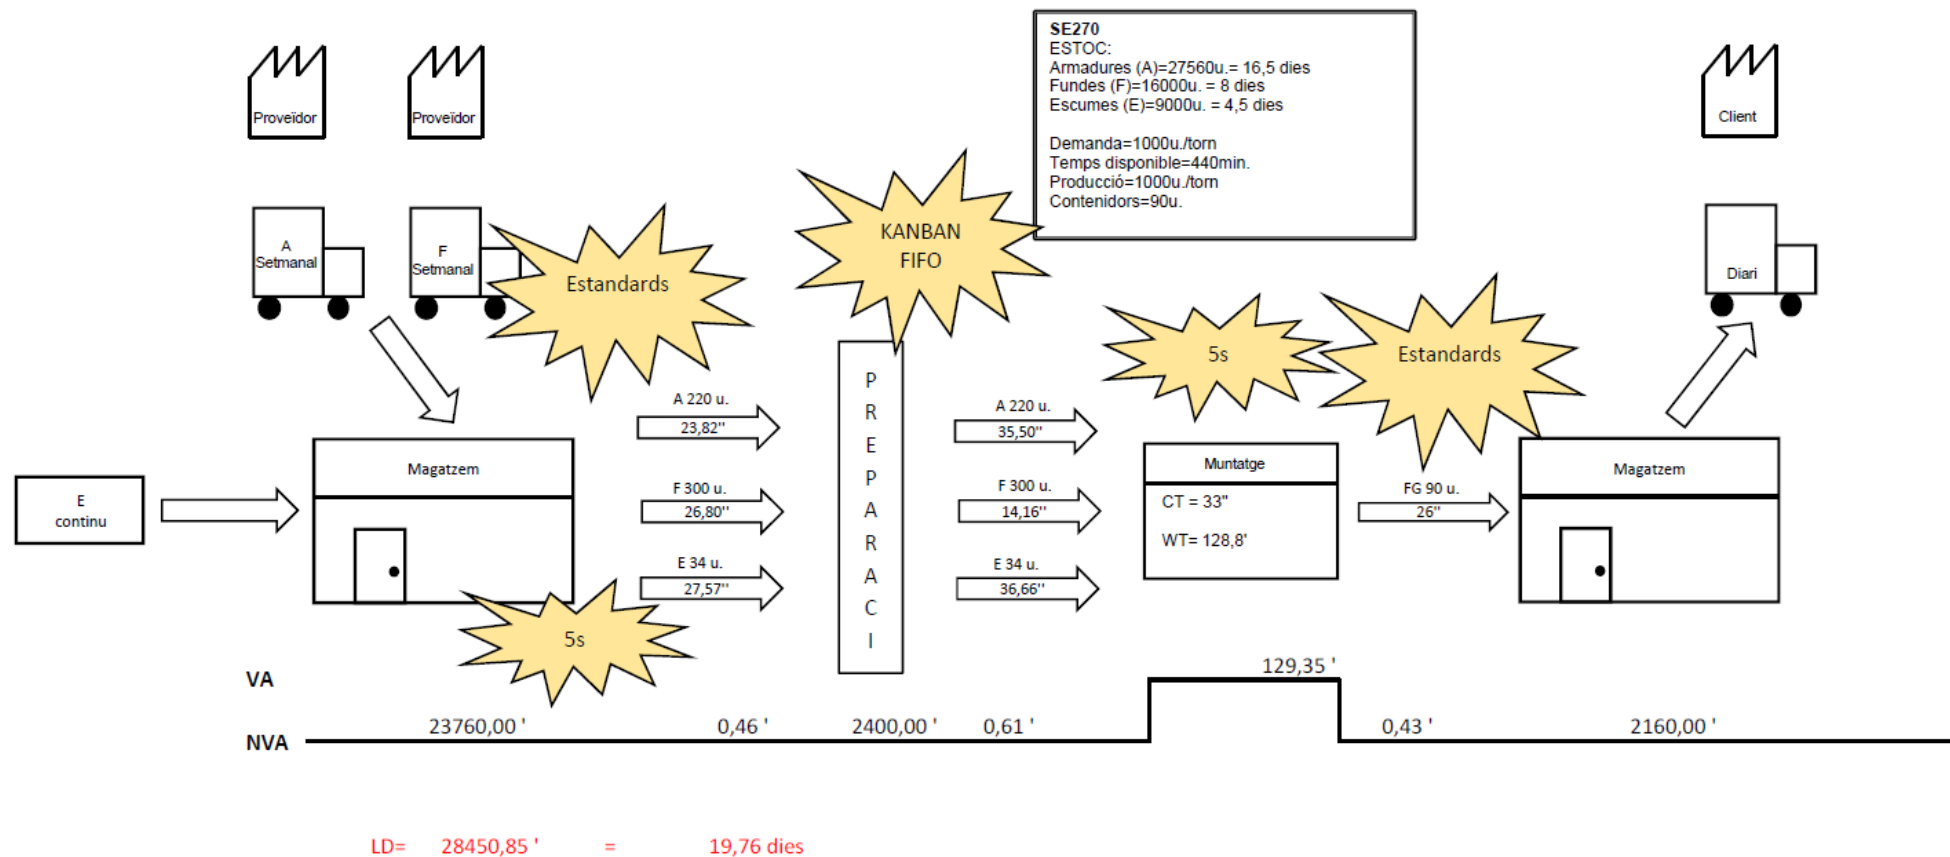 SE270
ESTOC:
Armadures (A)=27560u.= 16,5 dies
Fundes (F)=16000u. = 8 dies
Escumes (E)=9000u. = 4,5 dies
Demanda=1000u./torn
Temps disponible=440min.
Producció=1000u./torn
Contenidors=90u.
Proveïdor
Proveïdor
Client
A
Setmanal
F
Setmanal
Estandards
KANBAN
FIFO
Diari
5s
Estandards
E
continu
Magatzem
5s
A 220 u.
23,82''
F 300 u.
26,80''
E 34 u.
27,57''
P
R
E
P
A
R
A
C
I
A 220 u.
35,50''
F 300 u.
14,16''
E 34 u.
36,66''
Muntatge
CT = 33"
WT= 128,8'
FG 90 u.
26''
Magatzem
VA
129,35 '
NVA
23760,00 '
0,46 '
2400,00 '
0,61 '
0,43 '
2160,00 '
LD= 28450,85 ' = 19,76 dies